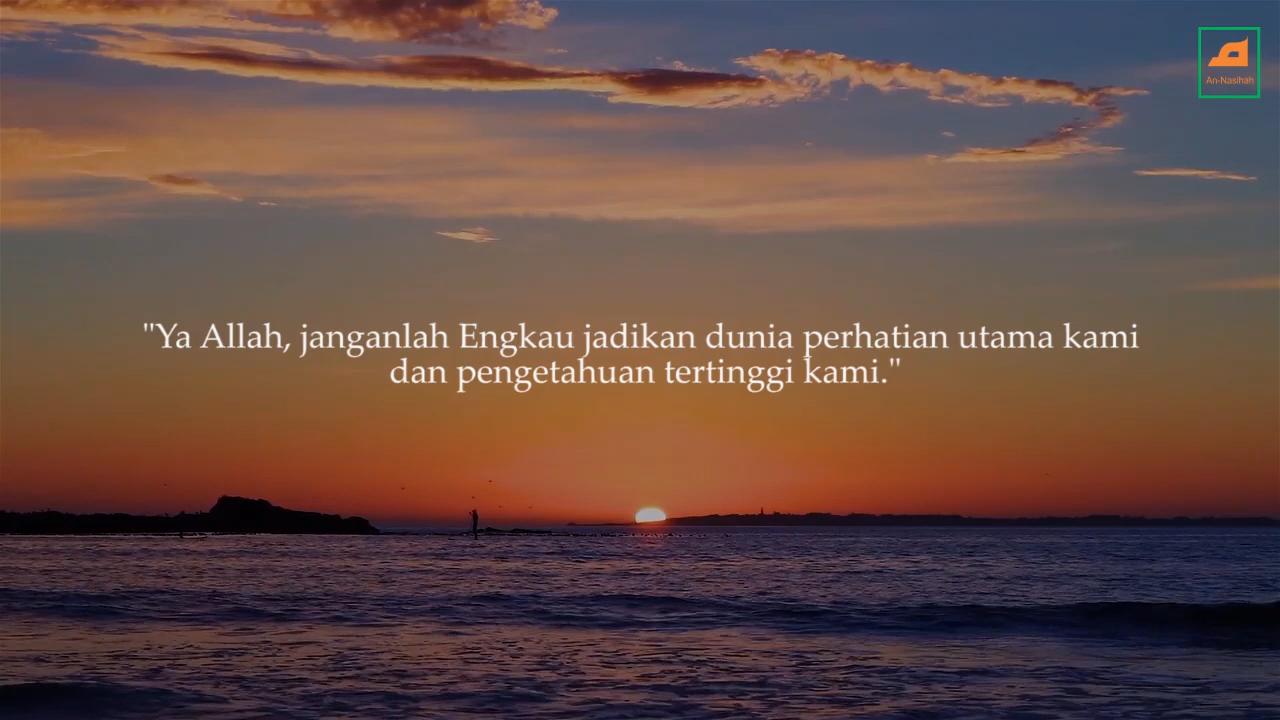 An-Nasihah
"Ya Allah, janganlah Engkau jadikan dunia perhatian utama kami
dan pengetahuan tertinggi kami."